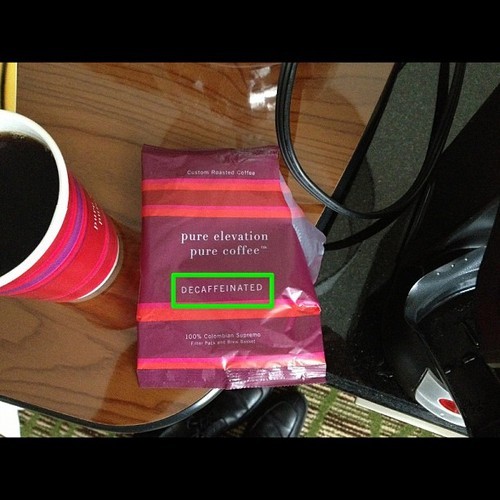 Custom Roasted Coffee
pure elevation
pure coffee™
DECAFFEINATED
100% Colombian Supremo
Filter Pack and Brew Basket